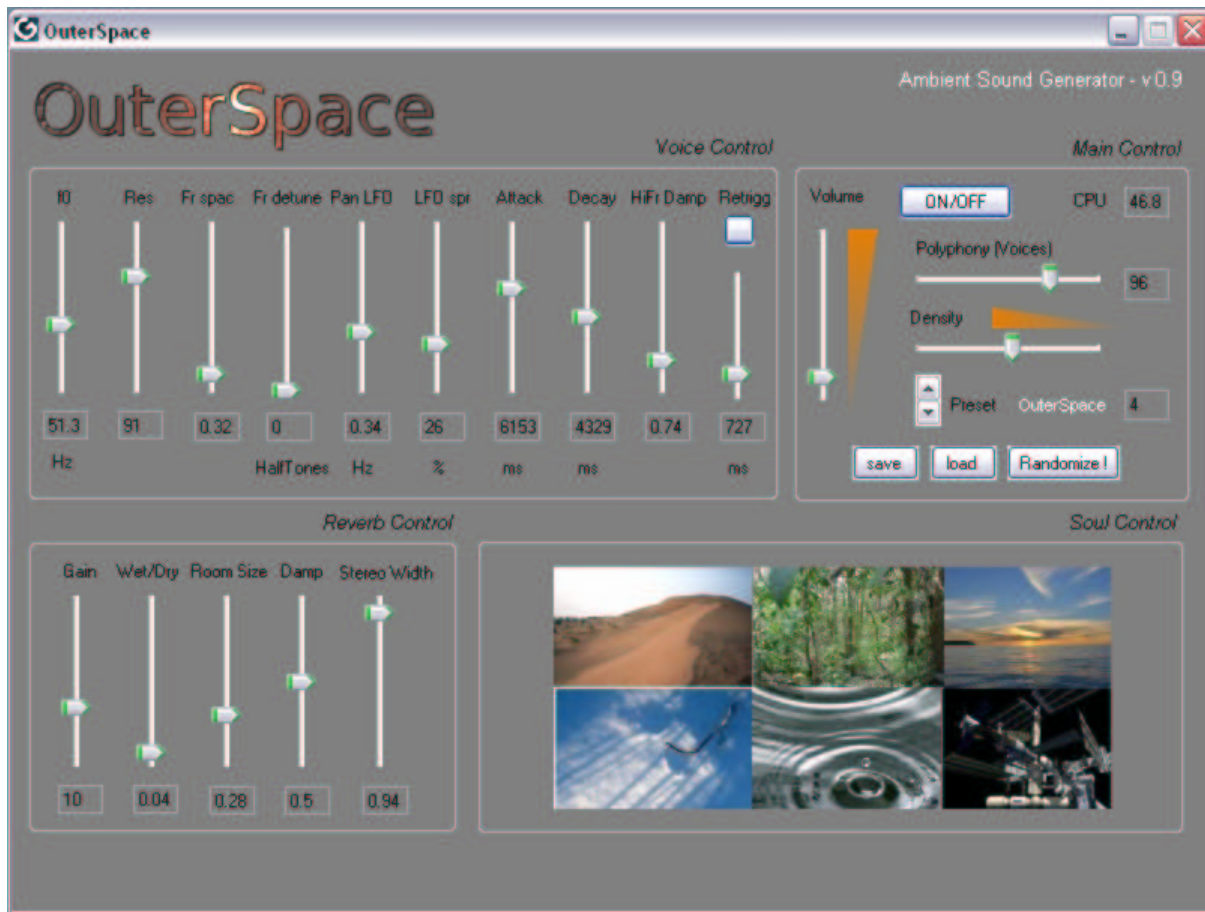 OuterSpace
OuterSpace
Ambient Sound Generator - v 0.9
Voice Control
f0 Res Fr spac Fr detune Pan LFO LFO spr Attack Decay HiFr Damp Retrigg
51.3 91 0.32 0 0.34 26 6153 4329 0.74 727
Hz HalfTones Hz % ms ms ms
Main Control
Volume ON/OFF CPU 46.8
Polyphony (Voices)
96
Density
Preset OuterSpace 4
save load Randomize !
Reverb Control
Gain Wet/Dry Room Size Damp Stereo Width
10 0.04 0.28 0.5 0.94
Soul Control